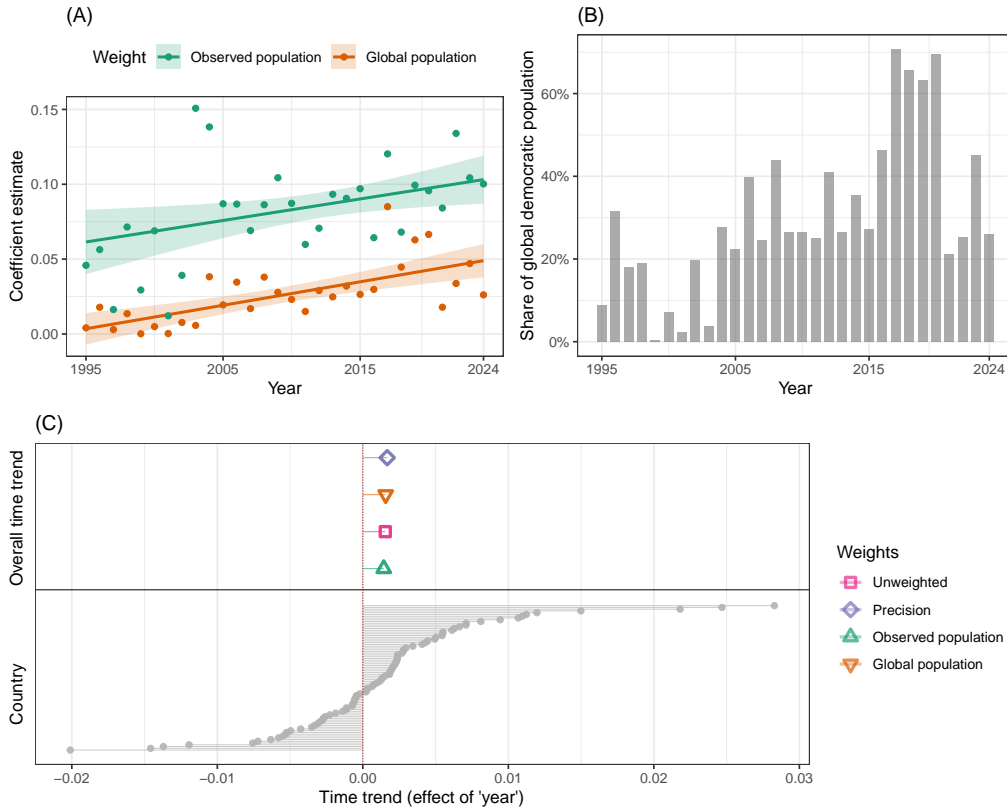 (A)
Weight Observed population Global population
Coefficient estimate
0.15
0.10
0.05
0.00
1995 2005 2015 2024
Year
(B)
Share of global democratic population
60%
40%
20%
0%
1995 2005 2015 2024
Year
(C)
Overall time trend
Country
−0.02 −0.01 0.00 0.01 0.02 0.03
Time trend (effect of 'year')
Weights
Unweighted
Precision
Observed population
Global population